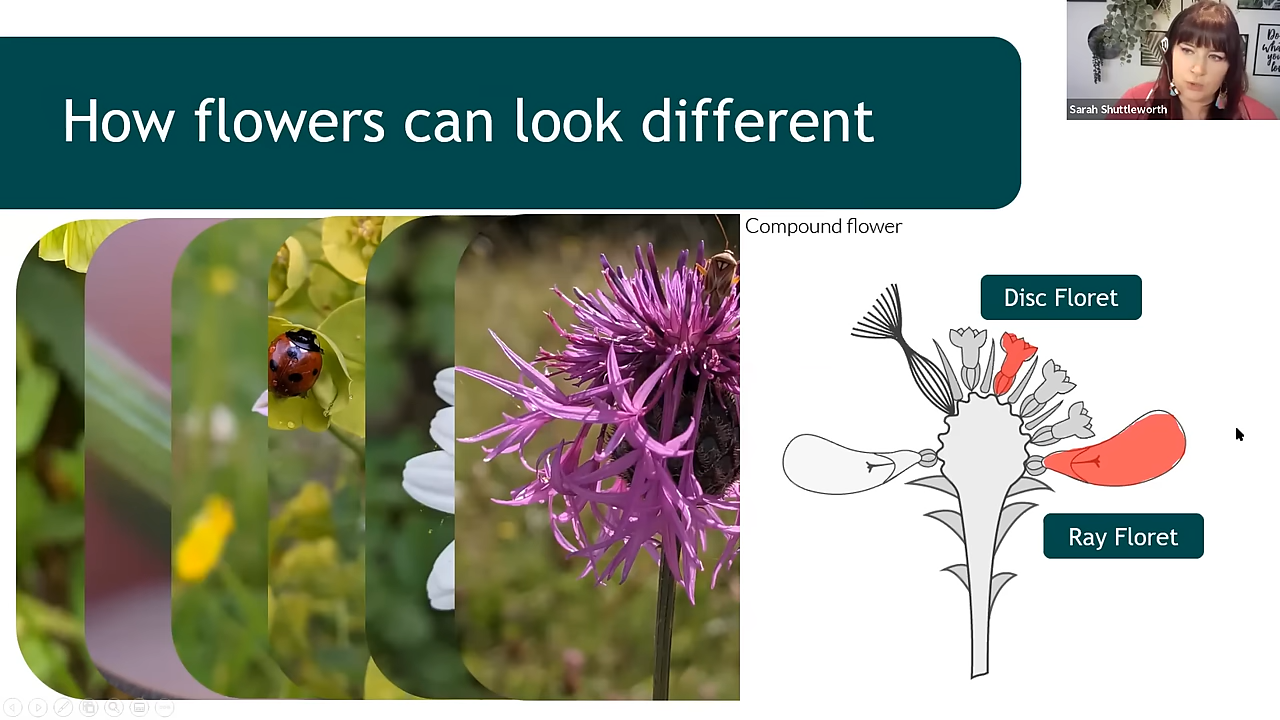 How flowers can look different
Sarah Shuttleworth
Compound flower
Disc Floret
Ray Floret